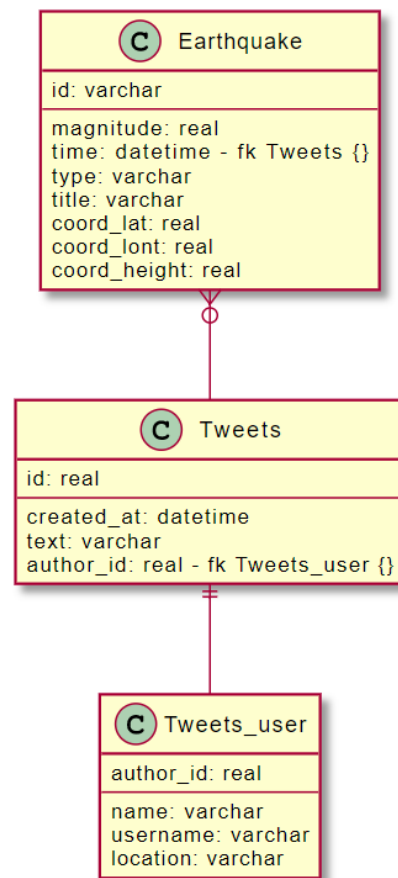 C Earthquake
id: varchar
magnitude: real
time: datetime - fk Tweets {}
type: varchar
title: varchar
coord_lat: real
coord_lont: real
coord_height: real
C Tweets
id: real
created_at: datetime
text: varchar
author_id: real - fk Tweets_user {}
C Tweets_user
author_id: real
name: varchar
username: varchar
location: varchar